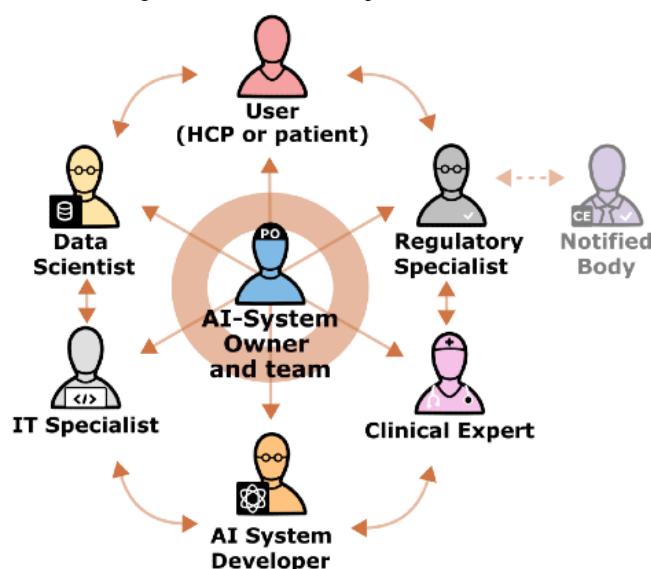 User
(HCP or patient)
Data
Scientist
PO
Regulatory
Specialist
CE
Notified
Body
AI-System
Owner
and team
</>
IT Specialist
Clinical Expert
AI System
Developer